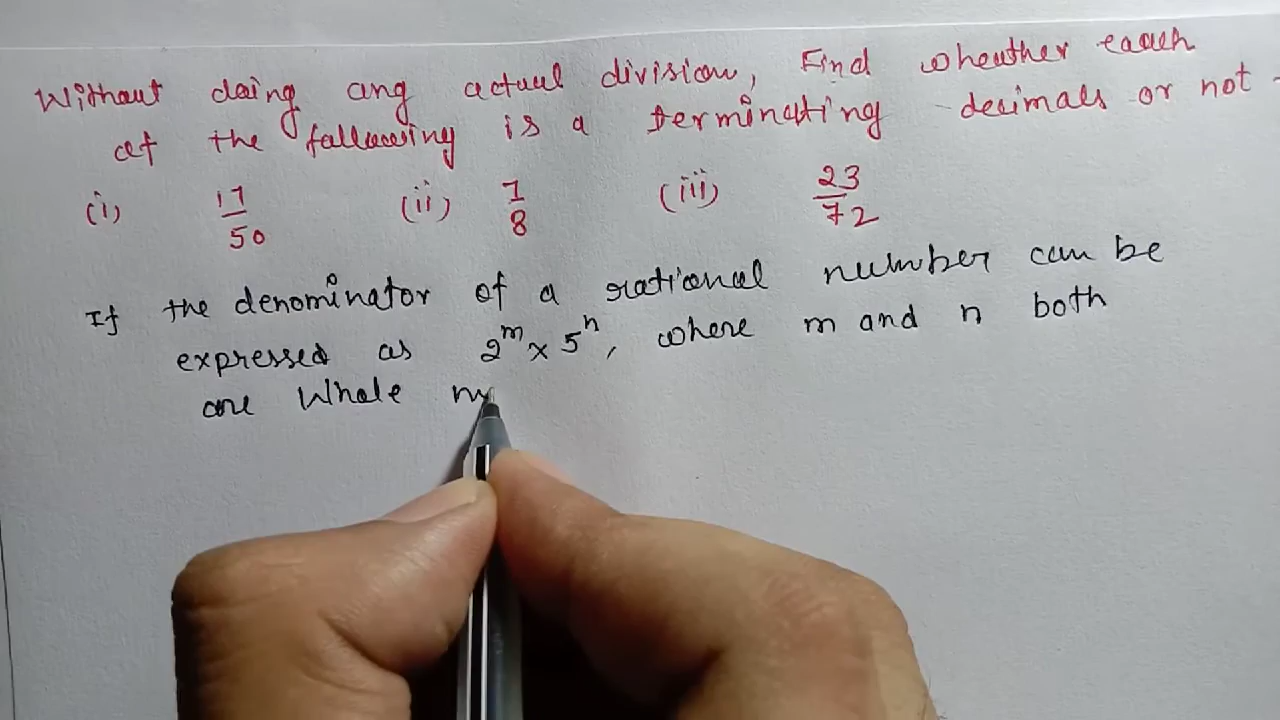 Without doing any actual division, Find wheather eaach
of the following is a terminating decimals or not -
(i) 17/50 (ii) 7/8 (iii) 23/72
If the denominator of a rational number can be
expressed as 2^m × 5^n, where m and n both
are Whole